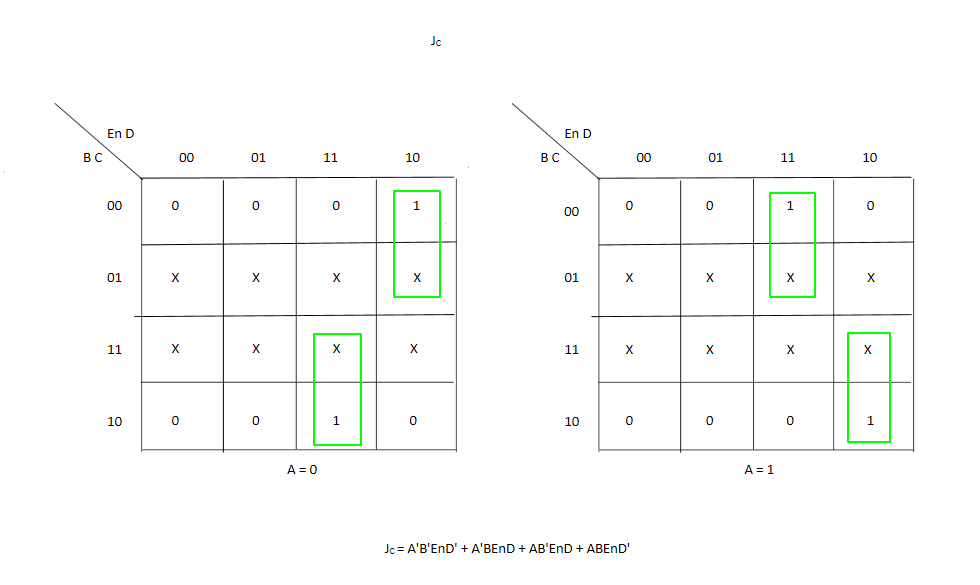 Jc
En D En D
B C 00 01 11 10 B C 00 01 11 10
00 0 0 0 1 00 0 0 1 0
01 X X X X 01 X X X X
11 X X X X 11 X X X X
10 0 0 1 0 10 0 0 0 1
A = 0 A = 1
Jc = A'B'EnD' + A'BEnD + AB'EnD + ABEnD'